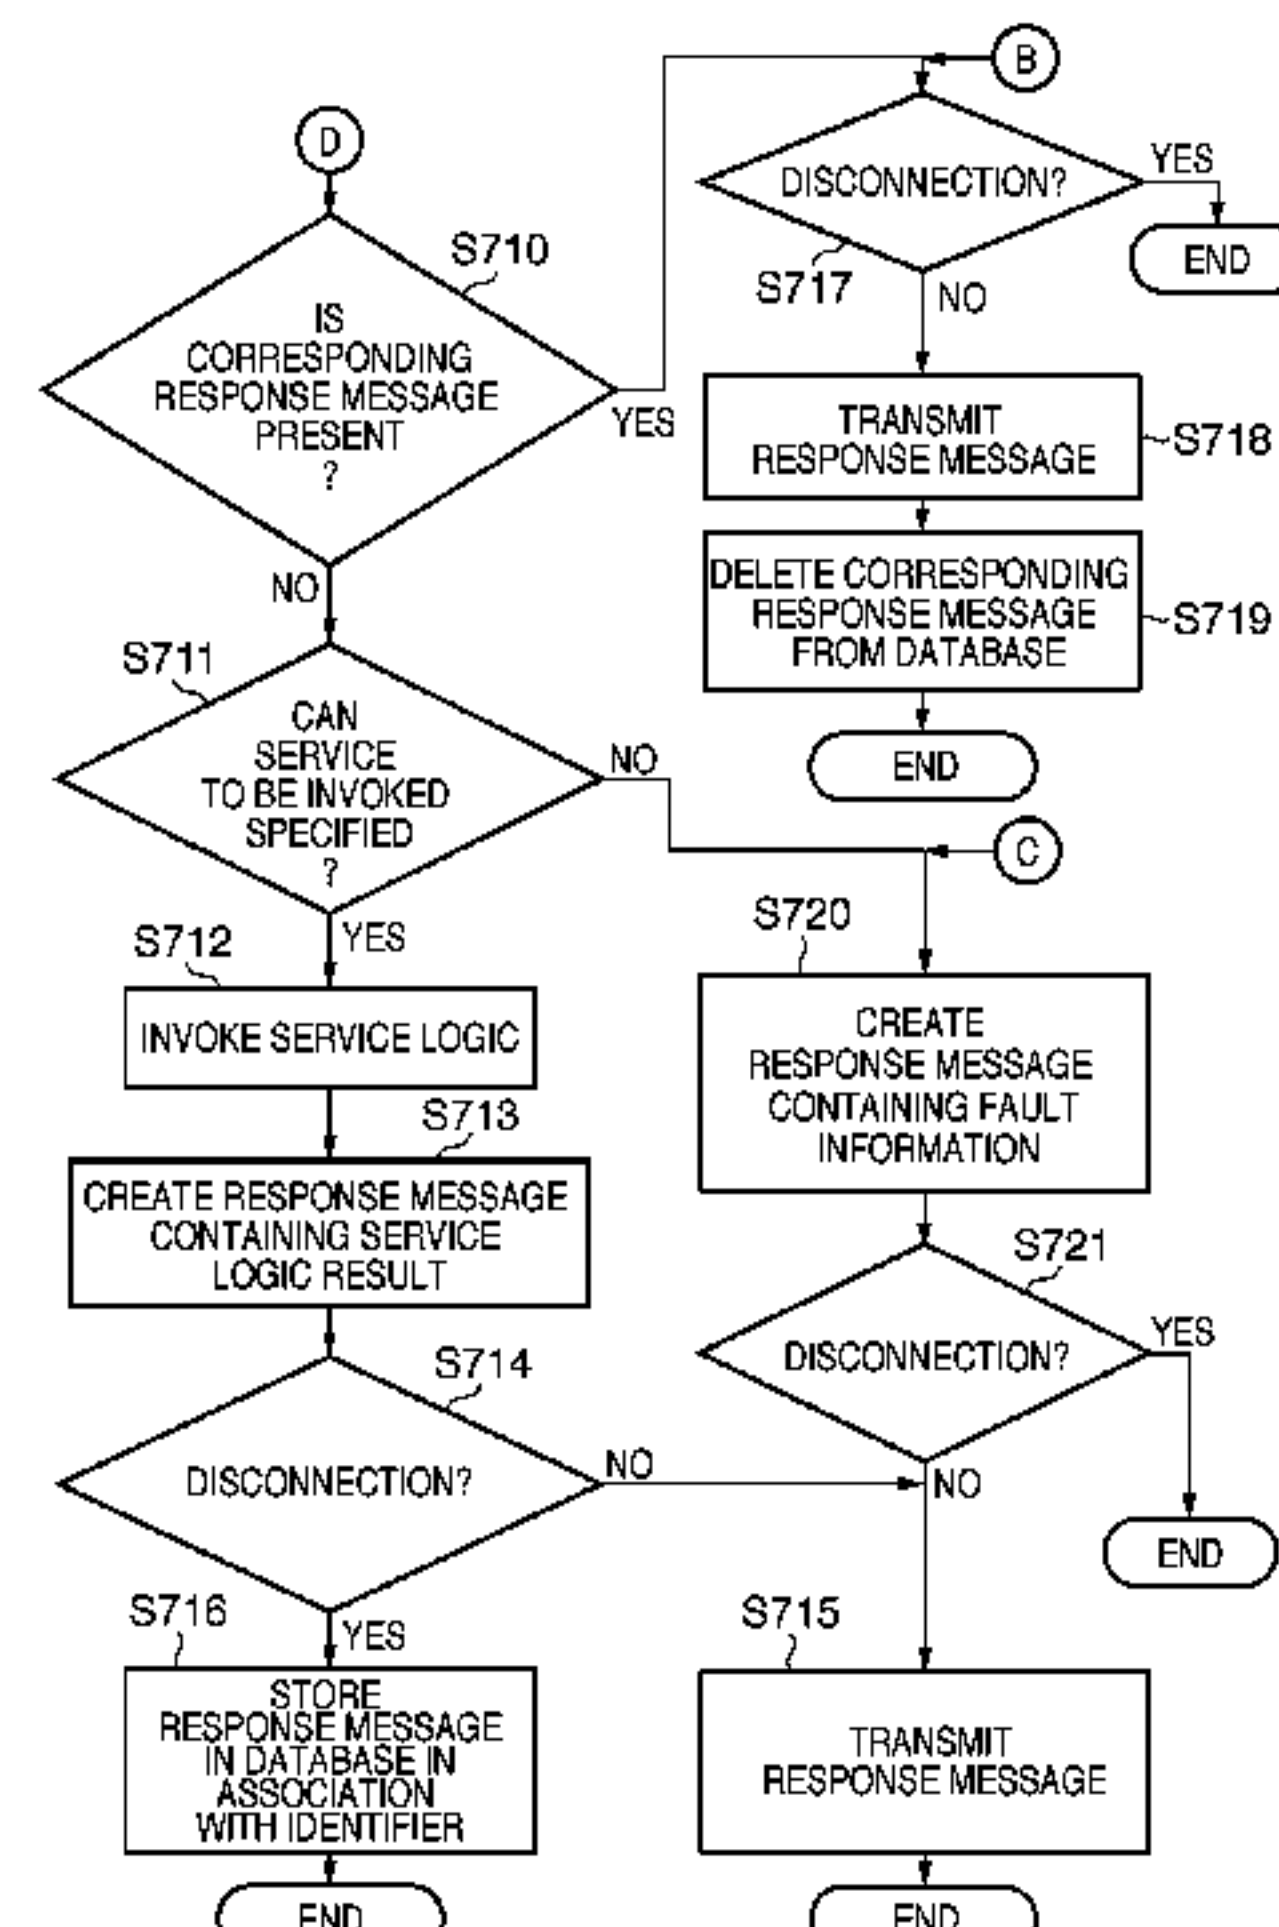 D
S710
IS
CORRESPONDING
RESPONSE MESSAGE
PRESENT
?
YES
NO
S711
CAN
SERVICE
TO BE INVOKED
SPECIFIED
?
NO
YES
S712
INVOKE SERVICE LOGIC
S713
CREATE RESPONSE MESSAGE
CONTAINING SERVICE
LOGIC RESULT
S714
DISCONNECTION?
NO
YES
S716
STORE
RESPONSE MESSAGE
IN DATABASE IN
ASSOCIATION
WITH IDENTIFIER
END
B
DISCONNECTION?
YES
END
S717
NO
TRANSMIT
RESPONSE MESSAGE
S718
DELETE CORRESPONDING
RESPONSE MESSAGE
FROM DATABASE
S719
END
C
S720
CREATE
RESPONSE MESSAGE
CONTAINING FAULT
INFORMATION
S721
DISCONNECTION?
YES
NO
END
S715
TRANSMIT
RESPONSE MESSAGE
END